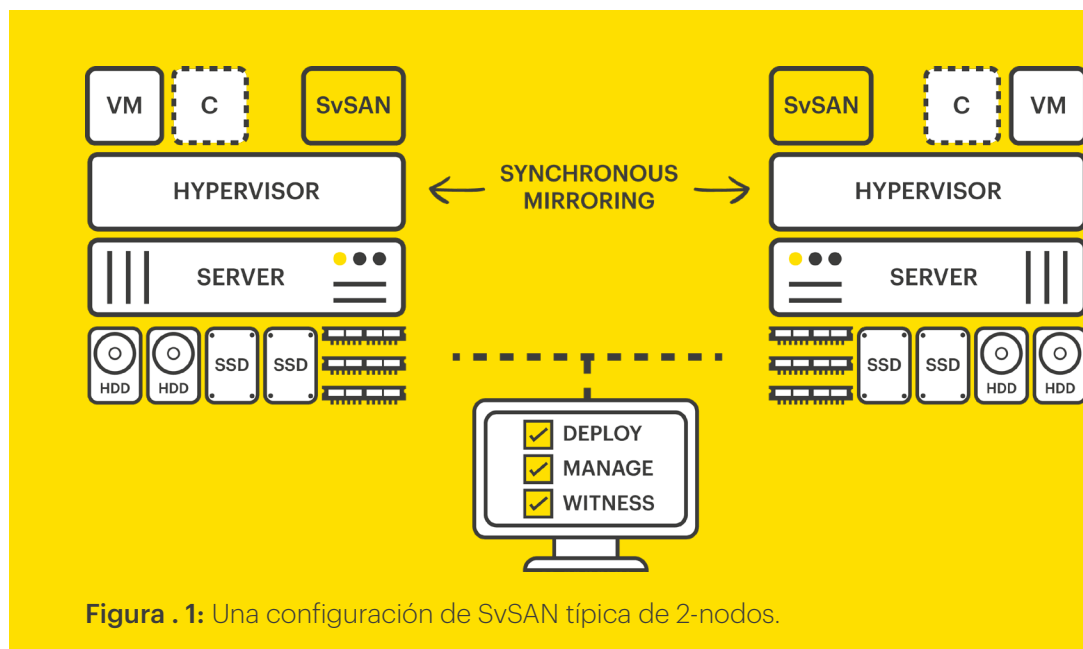 VM C SvSAN
SvSAN C VM
HYPERVISOR
SYNCHRONOUS
MIRRORING
HYPERVISOR
SERVER
SERVER
HDD HDD SSD SSD
SSD SSD HDD HDD
DEPLOY
MANAGE
WITNESS
Figura . 1: Una configuración de SvSAN típica de 2-nodos.